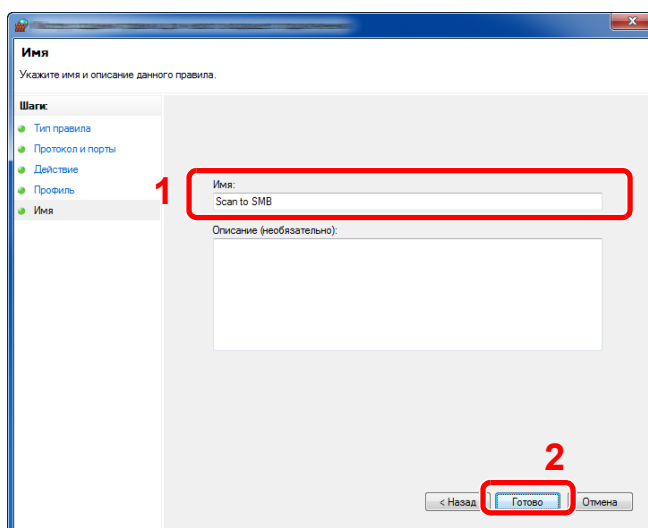 Имя
Укажите имя и описание данного правила.
Шаги:
Тип правила
Протокол и порты
Действие
Профиль
Имя
1
Имя:
Scan to SMB
Описание (необязательно):
2
< Назад
Готово
Отмена